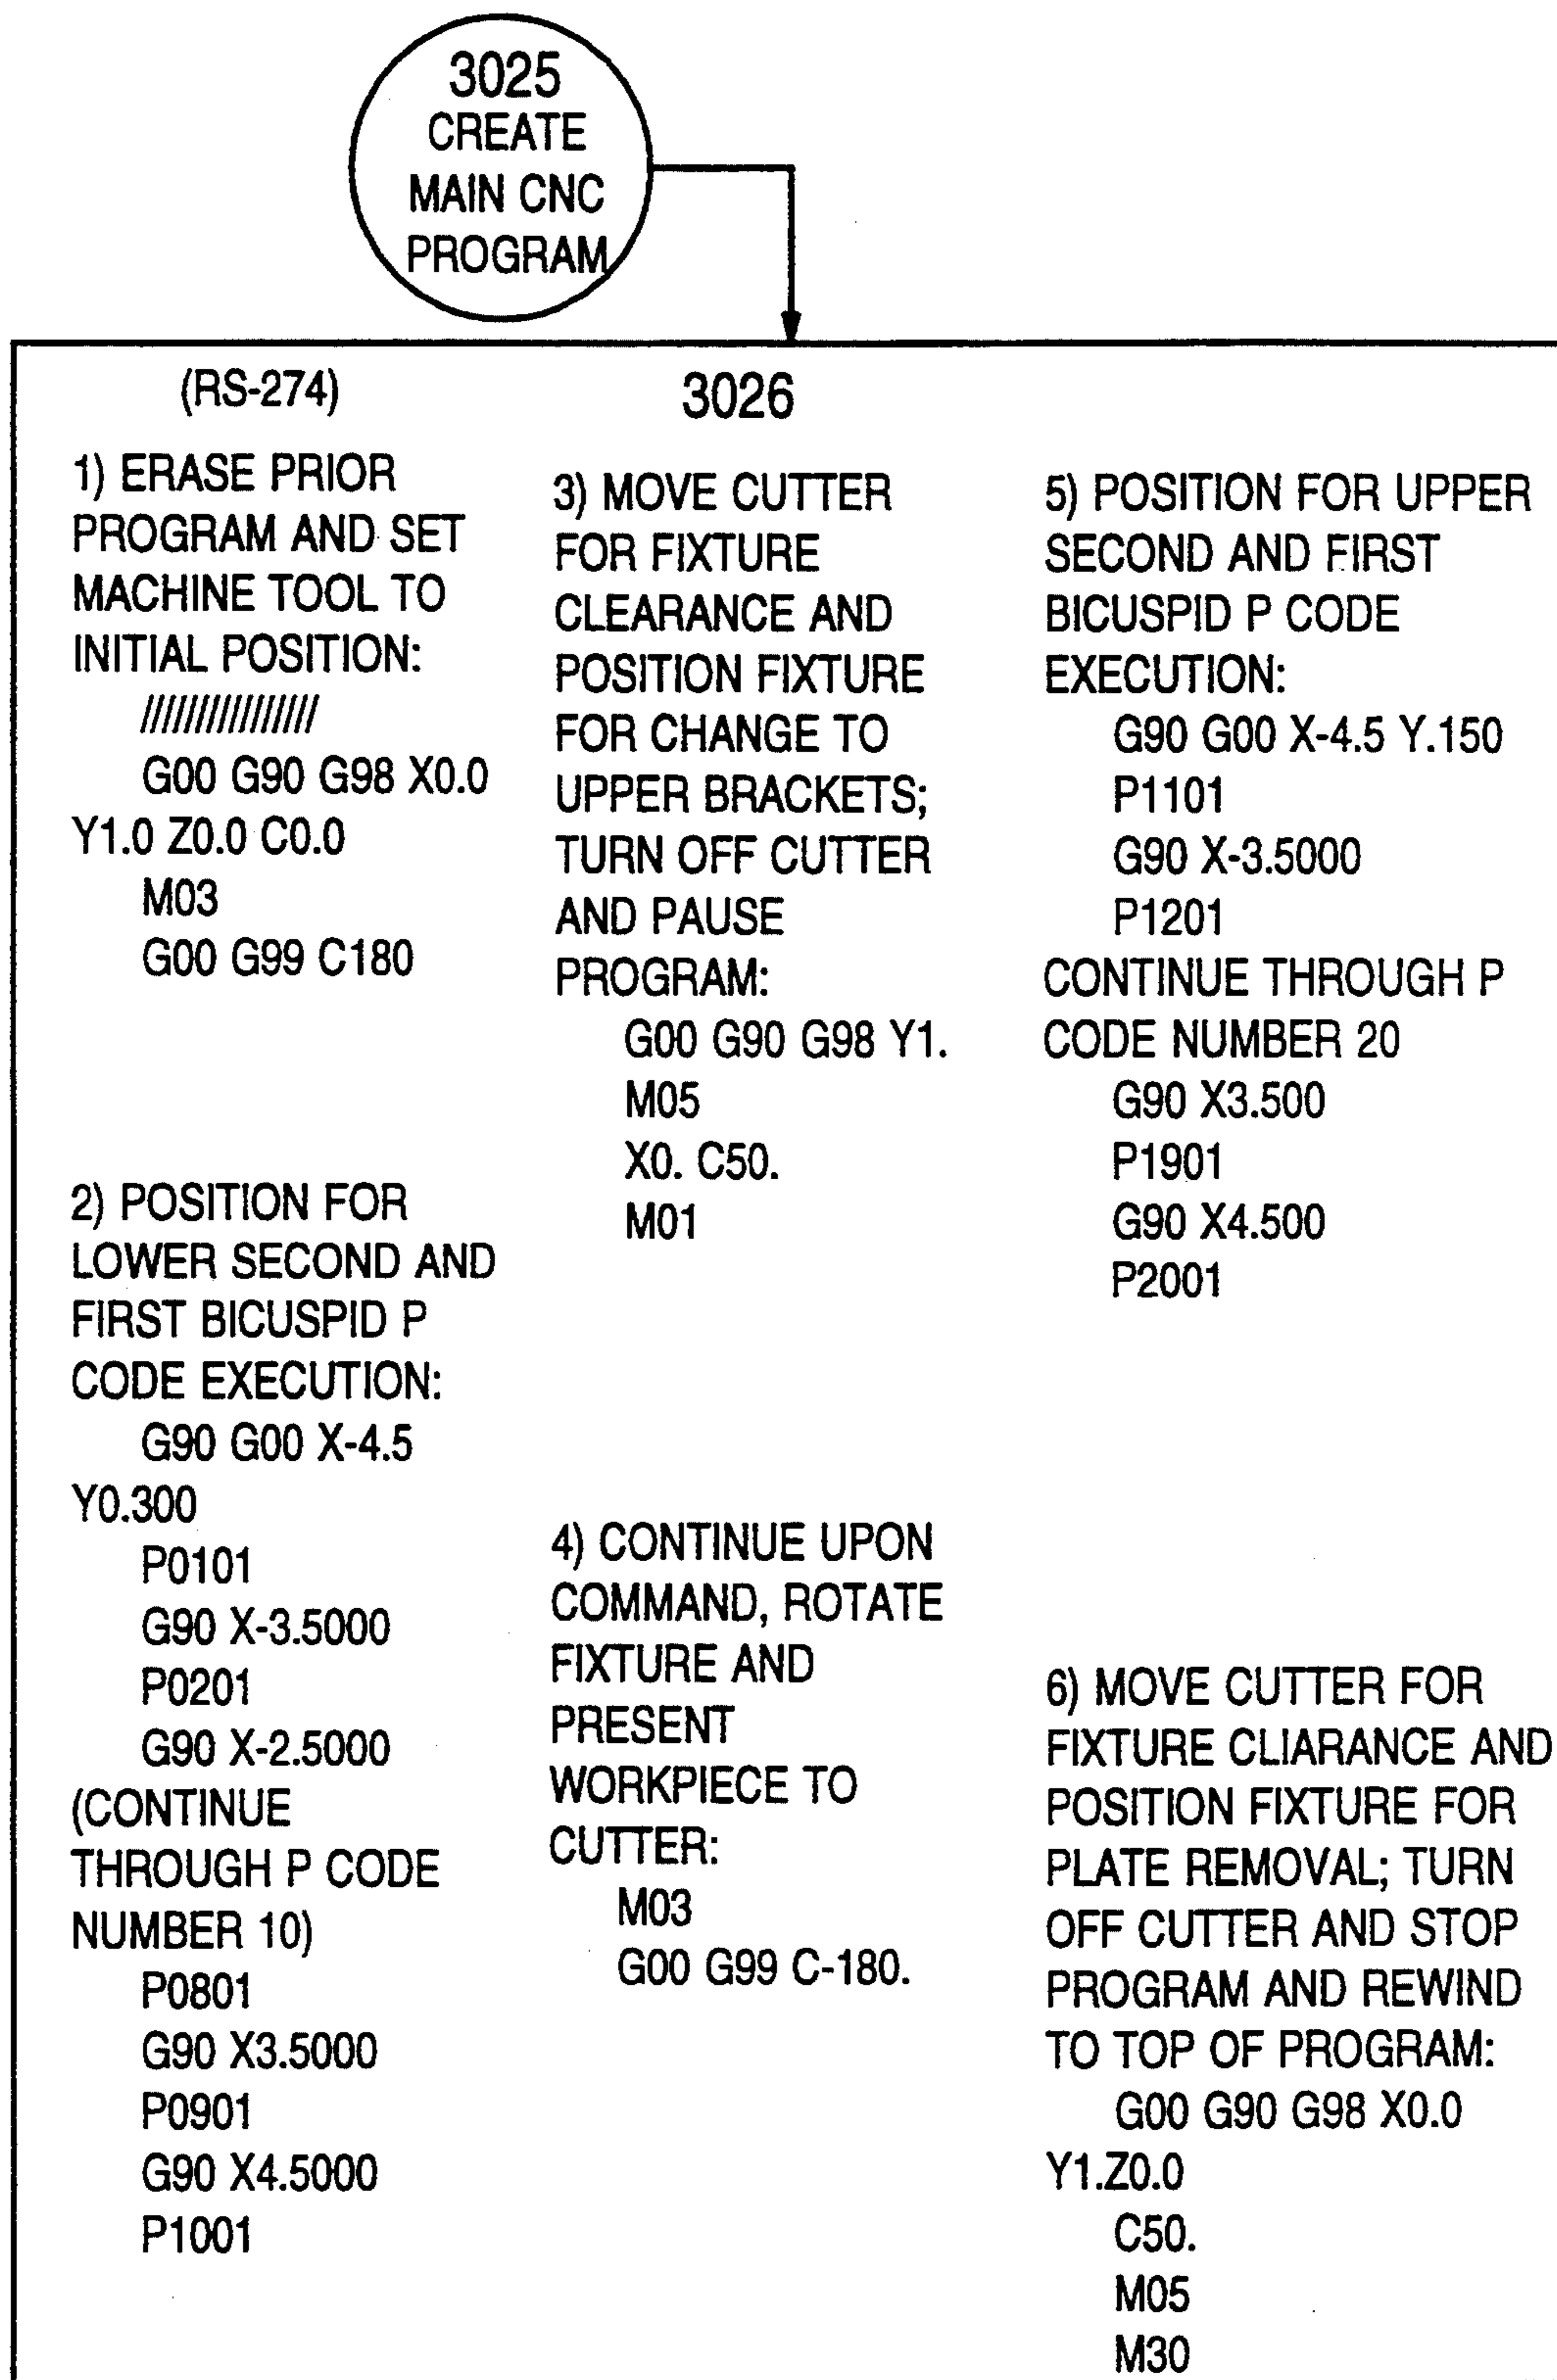 3025
CREATE
MAIN CNC
PROGRAM
(RS-274)
3026
1) ERASE PRIOR
PROGRAM AND SET
MACHINE TOOL TO
INITIAL POSITION:
////////////////
G00 G90 G98 X0.0
Y1.0 Z0.0 C0.0
M03
G00 G99 C180
2) POSITION FOR
LOWER SECOND AND
FIRST BICUSPID P
CODE EXECUTION:
G90 G00 X-4.5
Y0.300
P0101
G90 X-3.5000
P0201
G90 X-2.5000
(CONTINUE
THROUGH P CODE
NUMBER 10)
P0801
G90 X3.5000
P0901
G90 X4.5000
P1001
3) MOVE CUTTER
FOR FIXTURE
CLEARANCE AND
POSITION FIXTURE
FOR CHANGE TO
UPPER BRACKETS;
TURN OFF CUTTER
AND PAUSE
PROGRAM:
G00 G90 G98 Y1.
M05
X0. C50.
M01
4) CONTINUE UPON
COMMAND, ROTATE
FIXTURE AND
PRESENT
WORKPIECE TO
CUTTER:
M03
G00 G99 C-180.
5) POSITION FOR UPPER
SECOND AND FIRST
BICUSPID P CODE
EXECUTION:
G90 G00 X-4.5 Y.150
P1101
G90 X-3.5000
P1201
CONTINUE THROUGH P
CODE NUMBER 20
G90 X3.500
P1901
G90 X4.500
P2001
6) MOVE CUTTER FOR
FIXTURE CLIARANCE AND
POSITION FIXTURE FOR
PLATE REMOVAL; TURN
OFF CUTTER AND STOP
PROGRAM AND REWIND
TO TOP OF PROGRAM:
G00 G90 G98 X0.0
Y1.Z0.0
C50.
M05
M30